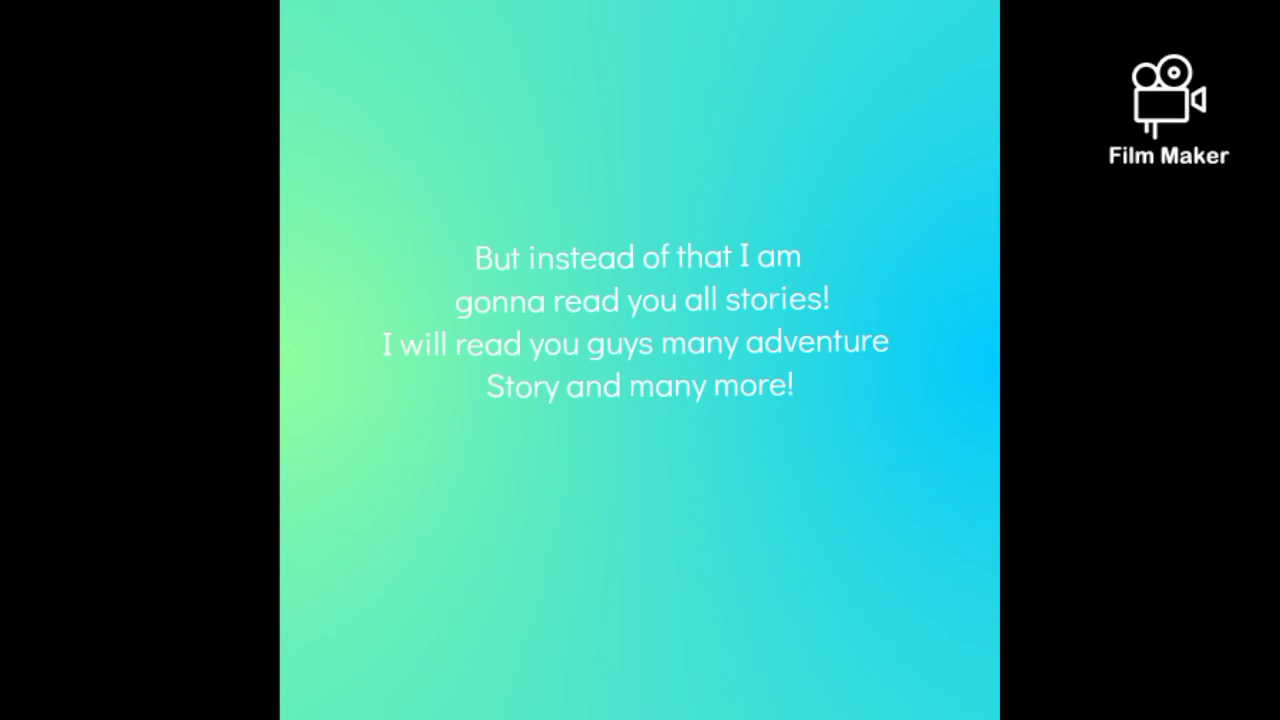 But instead of that I am
gonna read you all stories!
I will read you guys many adventure
Story and many more!
Film Maker